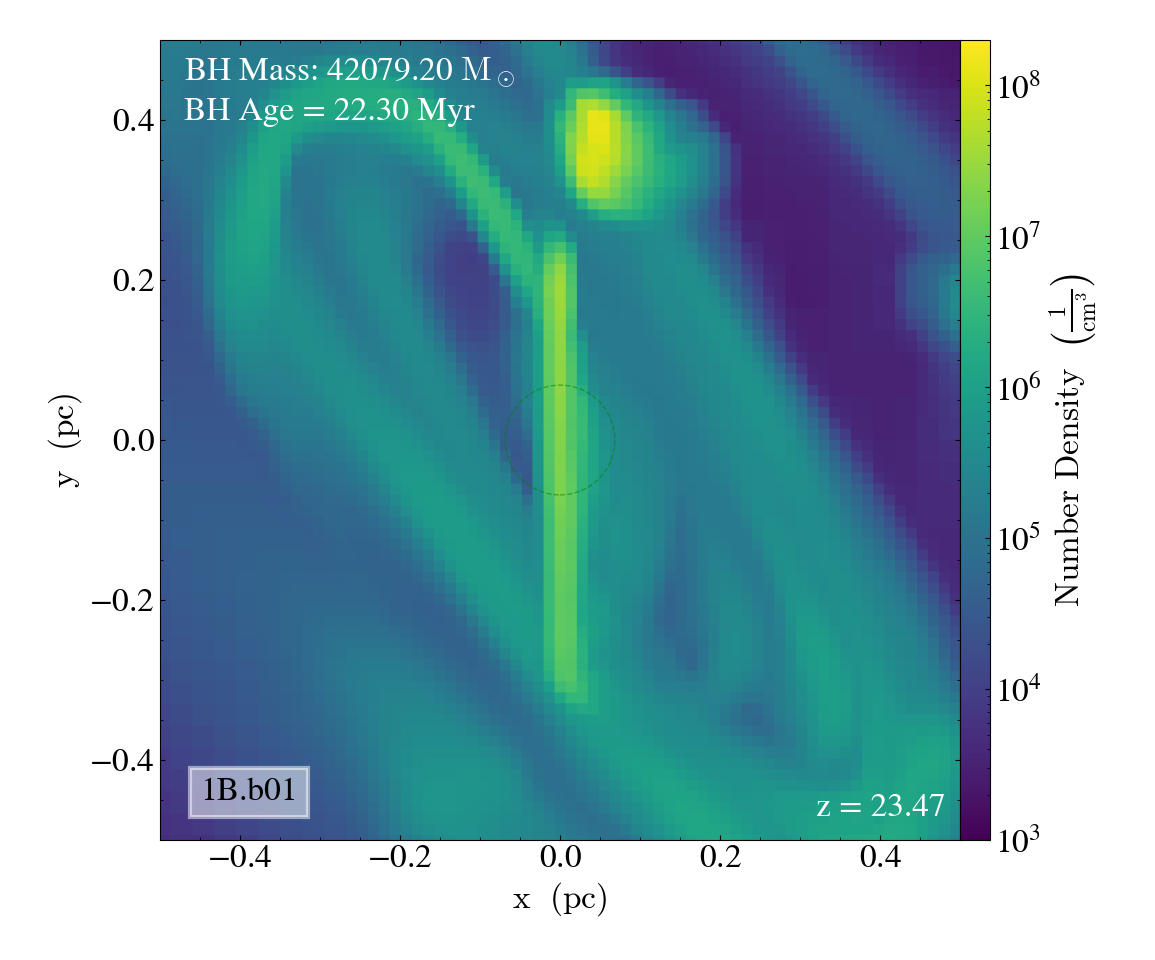 BH Mass: 42079.20 M⊙
BH Age = 22.30 Myr
1B.b01
z = 23.47
0.4
0.2
0.0
−0.2
−0.4
y (pc)
−0.4 −0.2 0.0 0.2 0.4
x (pc)
10⁸
10⁷
10⁶
10⁵
10⁴
10³
Number Density (1/cm³)